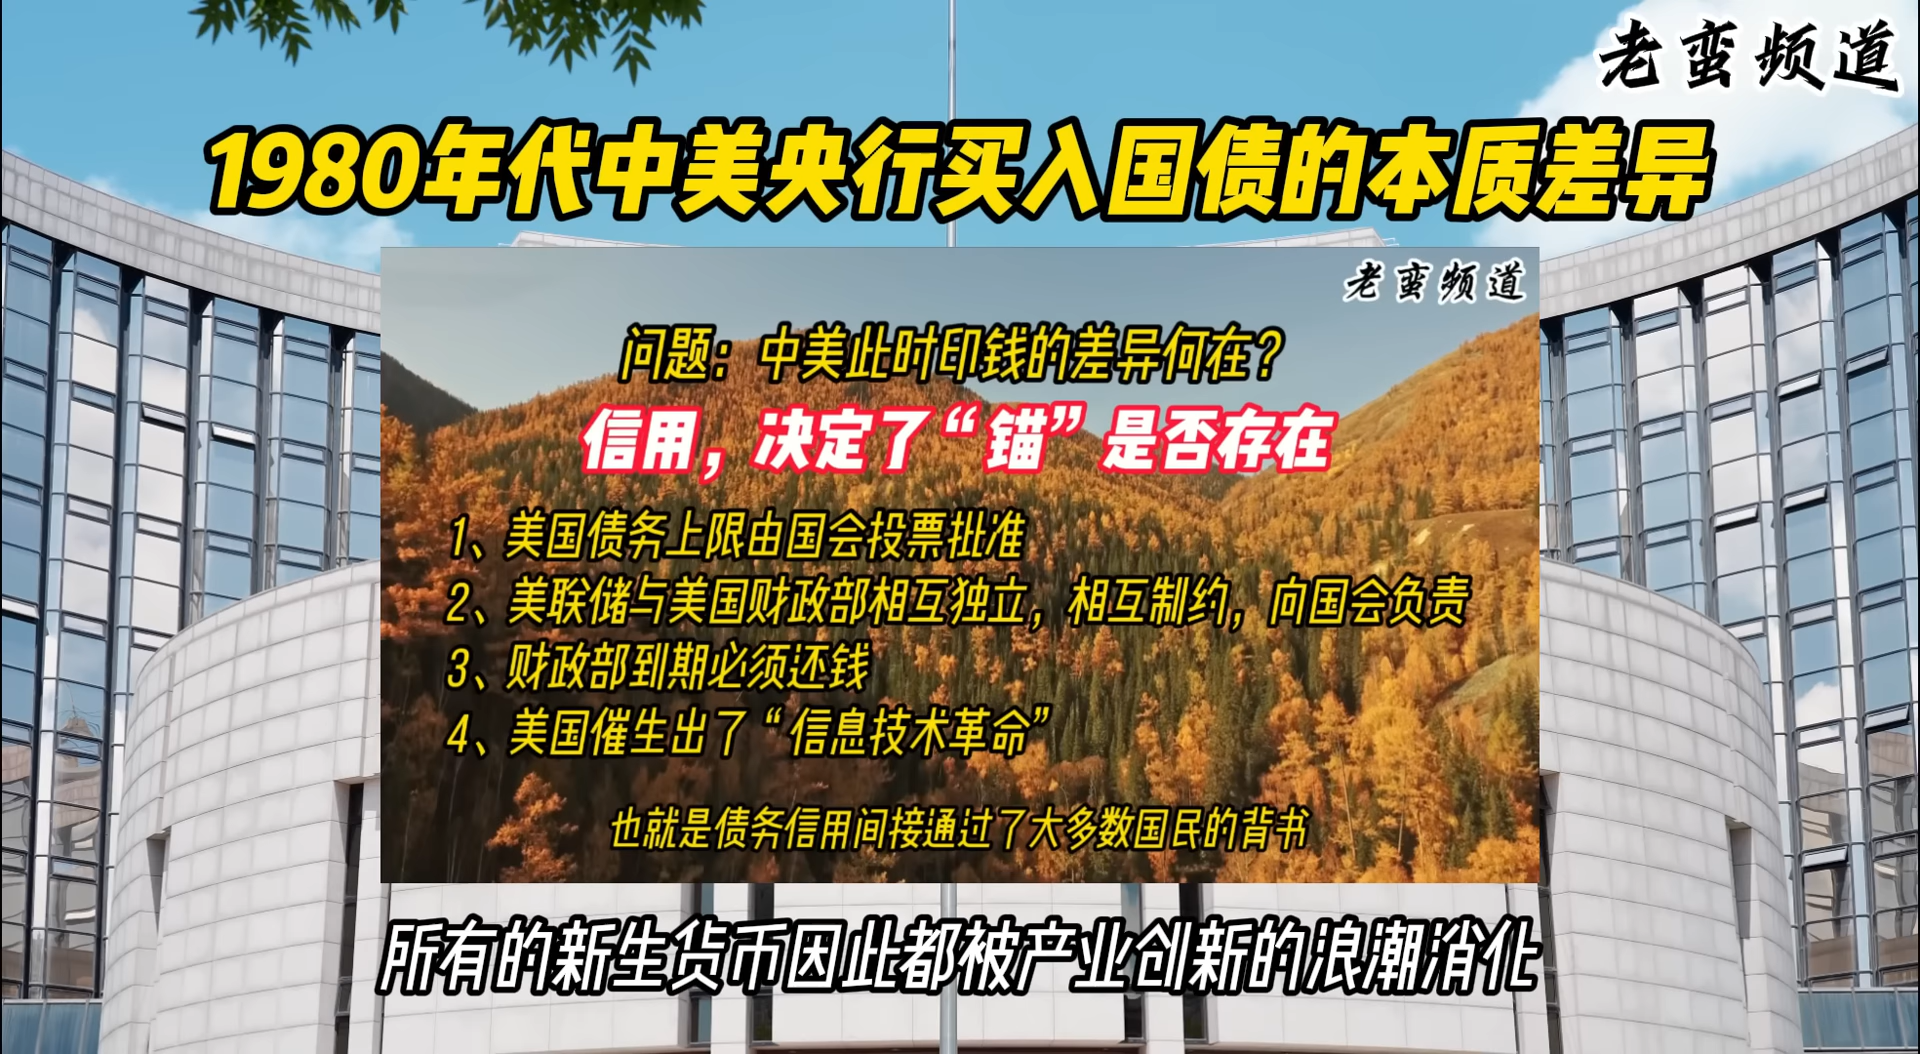 老蛮频道
1980年代中美央行买入国债的本质差异
老蛮频道
问题：中美此时印钱的差异何在？
信用，决定了“锚”是否存在
1、美国债务上限由国会投票批准
2、美联储与美国财政部相互独立，相互制约，向国会负责
3、财政部到期必须还钱
4、美国催生出了“信息技术革命”
也就是债务信用间接通过了大多数国民的背书
所有的新生货币因此都被产业创新的浪潮消化